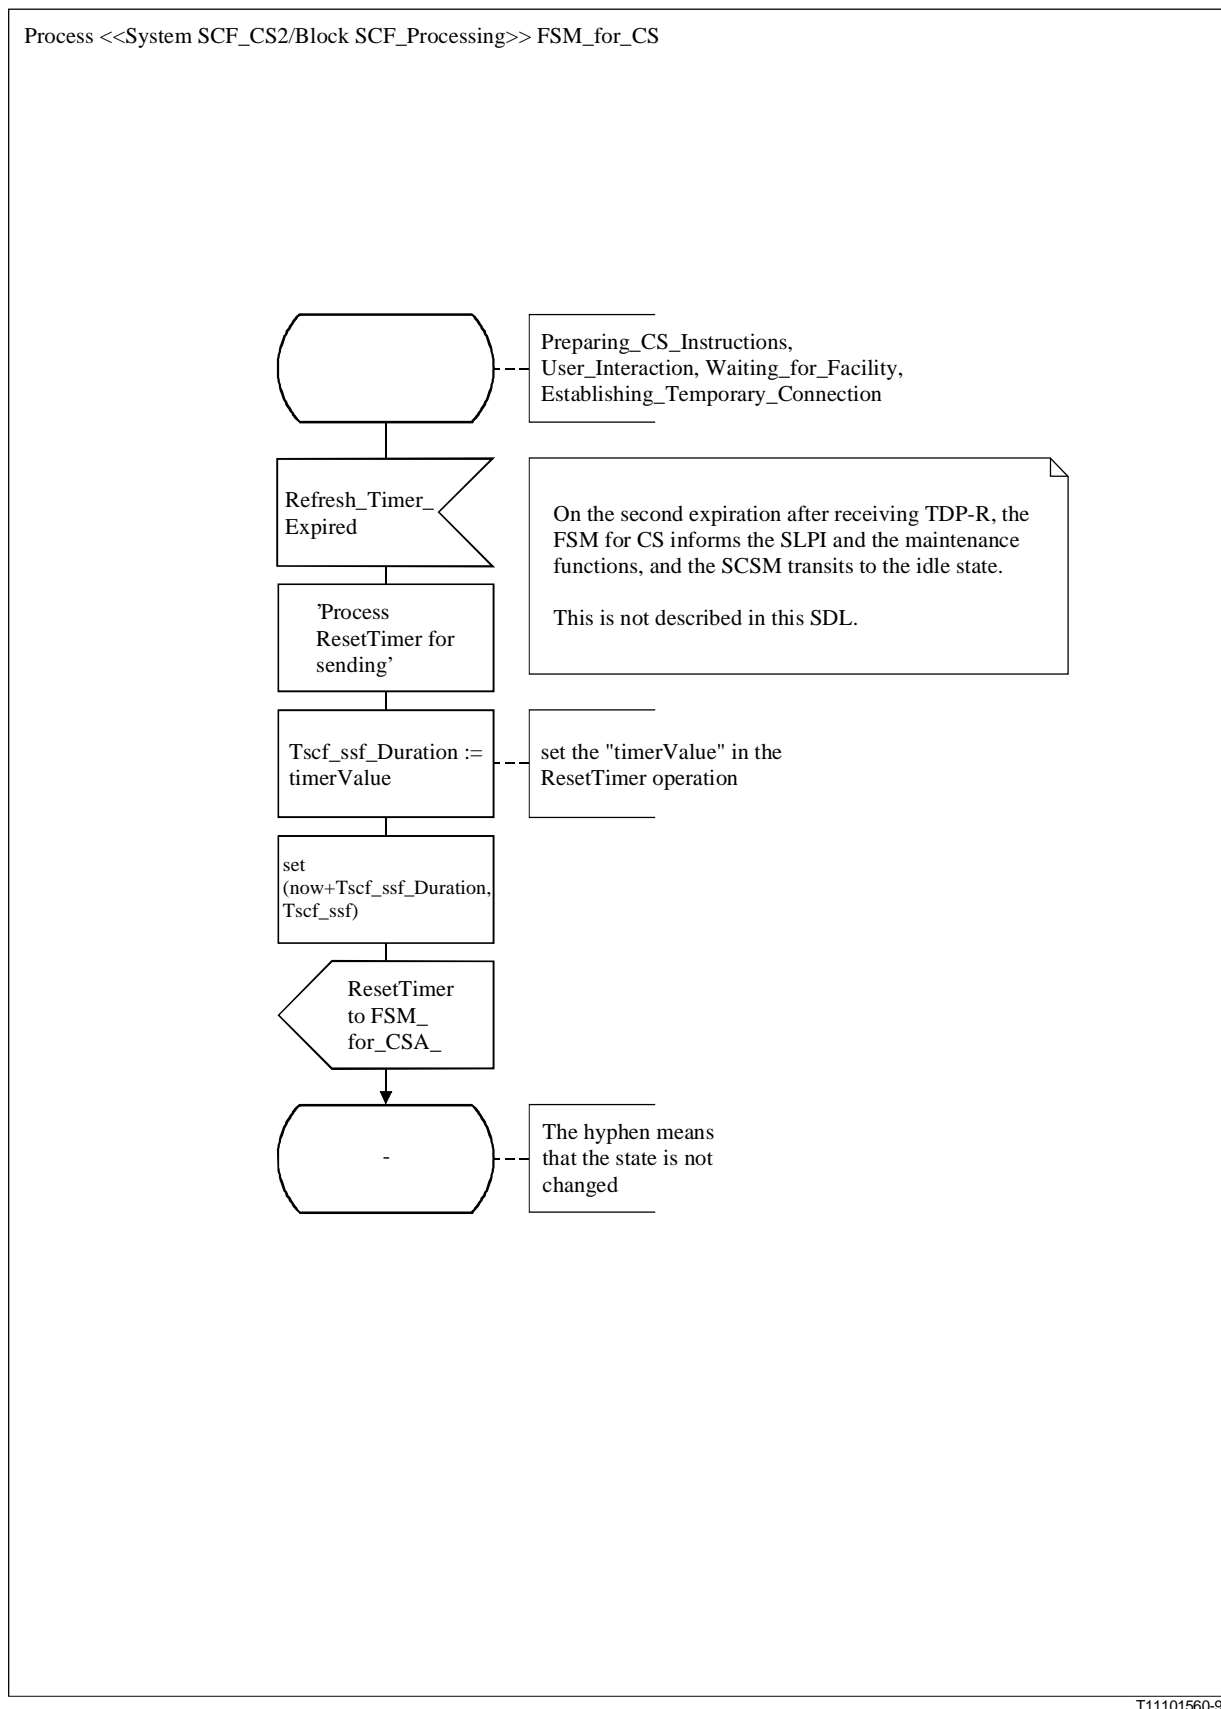 Process <<System SCF_CS2/Block SCF_Processing>> FSM_for_CS
Preparing_CS_Instructions,
User_Interaction, Waiting_for_Facility,
Establishing_Temporary_Connection
Refresh_Timer_
Expired
On the second expiration after receiving TDP-R, the
FSM for CS informs the SLPI and the maintenance
functions, and the SCSM transits to the idle state.
This is not described in this SDL.
’Process
ResetTimer for
sending’
Tscf_ssf_Duration :=
timerValue
set the "timerValue" in the
ResetTimer operation
set
(now+Tscf_ssf_Duration,
Tscf_ssf)
ResetTimer
to FSM_
for_CSA_
-
The hyphen means
that the state is not
changed
T11101560-9